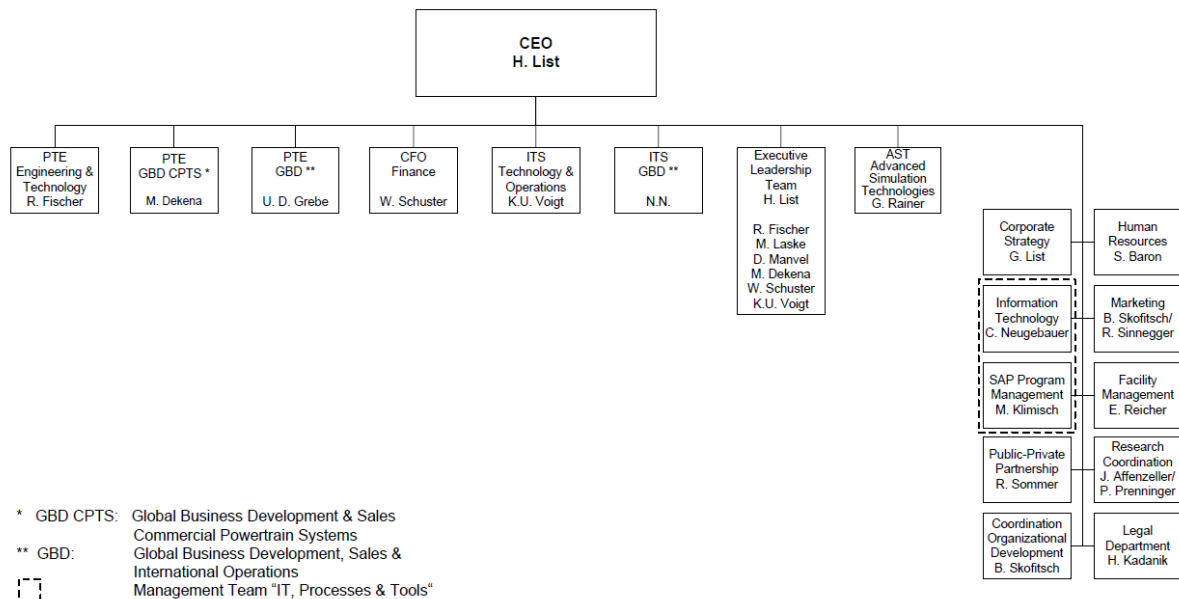 CEO
H. List
PTE
Engineering &
Technology
R. Fischer
PTE
GBD CPTS *
M. Dekena
PTE
GBD **
U. D. Grebe
CFO
Finance
W. Schuster
ITS
Technology &
Operations
K.U. Voigt
ITS
GBD **
N.N.
Executive
Leadership
Team
H. List
R. Fischer
M. Laske
D. Manvel
M. Dekena
W. Schuster
K.U. Voigt
AST
Advanced
Simulation
Technologies
G. Rainer
Corporate
Strategy
G. List
Human
Resources
S. Baron
Information
Technology
C. Neugebauer
Marketing
B. Skofitsch/
R. Sinnegger
SAP Program
Management
M. Klimisch
Facility
Management
E. Reicher
Public-Private
Partnership
R. Sommer
Research
Coordination
J. Affenzeller/
P. Prenninger
Coordination
Organizational
Development
B. Skofitsch
Legal
Department
H. Kadanik
* GBD CPTS: Global Business Development & Sales
Commercial Powertrain Systems
** GBD: Global Business Development, Sales &
International Operations
Management Team "IT, Processes & Tools“